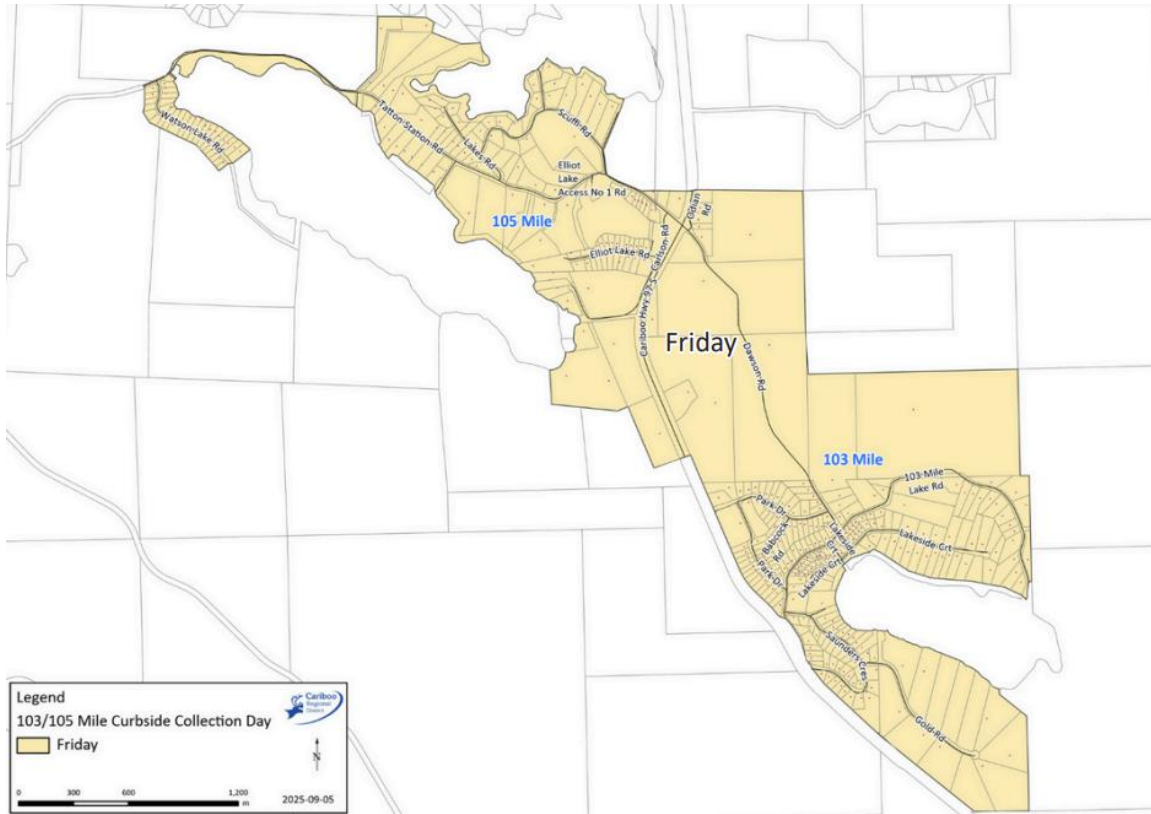 Scuffi Rd
Tatton Station Rd
Lakes Rd
Watson Lake Rd
Elliot
Lake
Access No 1 Rd
Odian
Rd
105 Mile
Carlson Rd
Elliot Lake Rd
Cariboo Hwy 97 S
Friday
Dawson Rd
103 Mile
103 Mile
Lake Rd
Park Dr
Babcock
Rd
Lakeside
Crt
Lakeside Crt
Lakeside Crt
Park Dr
Saunders Cres
Gold Rd
Legend
103/105 Mile Curbside Collection Day
Friday
Cariboo
Regional
District
N
0 300 600 1,200
m
2025-09-05